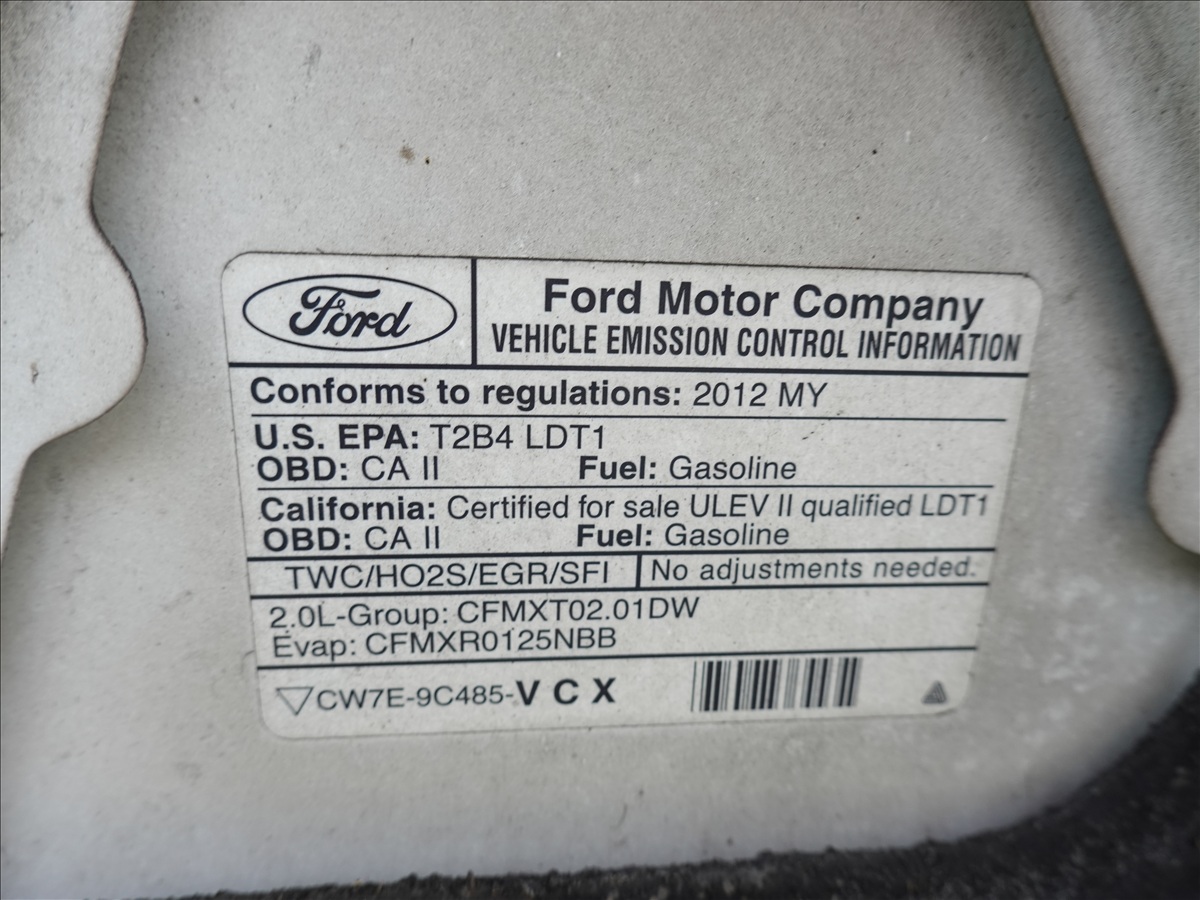 Ford
Ford Motor Company
VEHICLE EMISSION CONTROL INFORMATION
Conforms to regulations: 2012 MY
U.S. EPA: T2B4 LDT1
OBD: CA II Fuel: Gasoline
California: Certified for sale ULEV II qualified LDT1
OBD: CA II Fuel: Gasoline
TWC/HO2S/EGR/SFI No adjustments needed.
2.0L-Group: CFMXT02.01DW
Evap: CFMXR0125NBB
CW7E-9C485-V C X